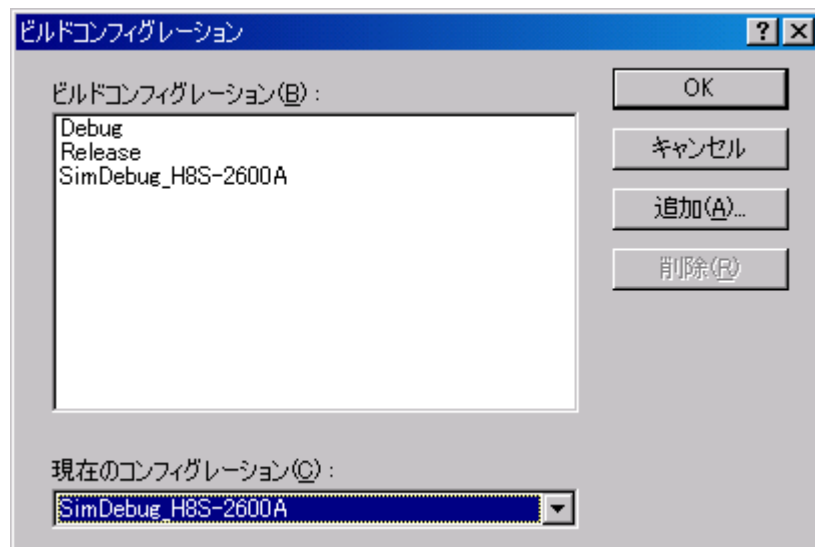 ビルドコンフィグレーション
ビルドコンフィグレーション(B) :
Debug
Release
SimDebug_H8S-2600A
現在のコンフィグレーション(C) :
SimDebug_H8S-2600A
OK
キャンセル
追加(A)...
削除(R)